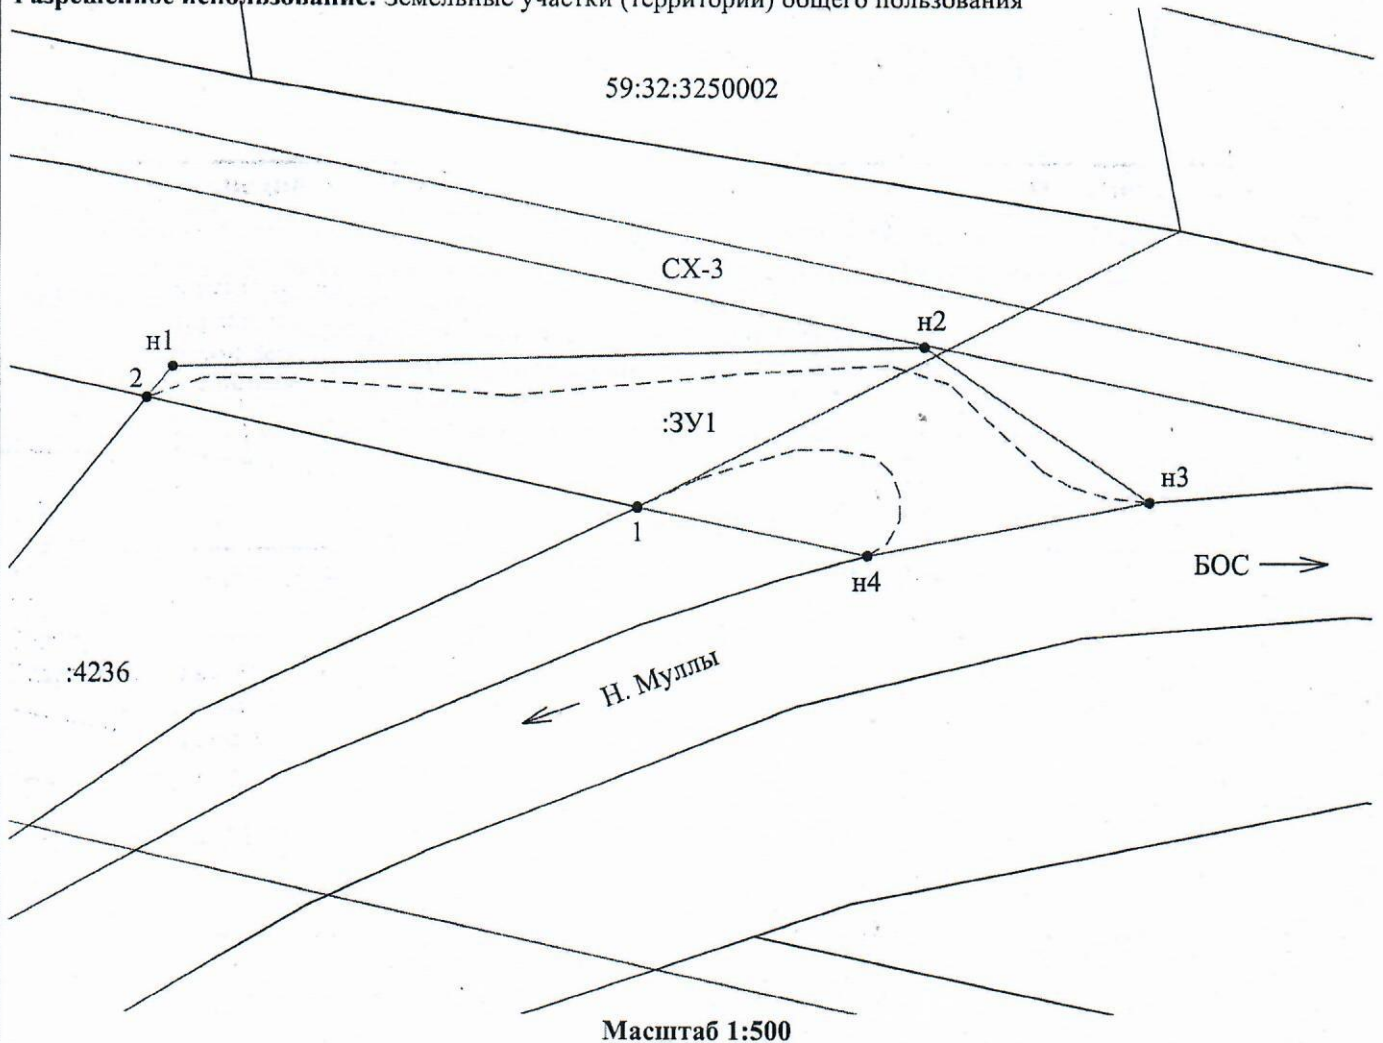 Разрешенное использование: Земельные участки (территории) общего пользования
59:32:3250002
СХ-3
н1
н2
2
:ЗУ1
н3
1
н4
БОС
:4236
Н. Муллы
Масштаб 1:500